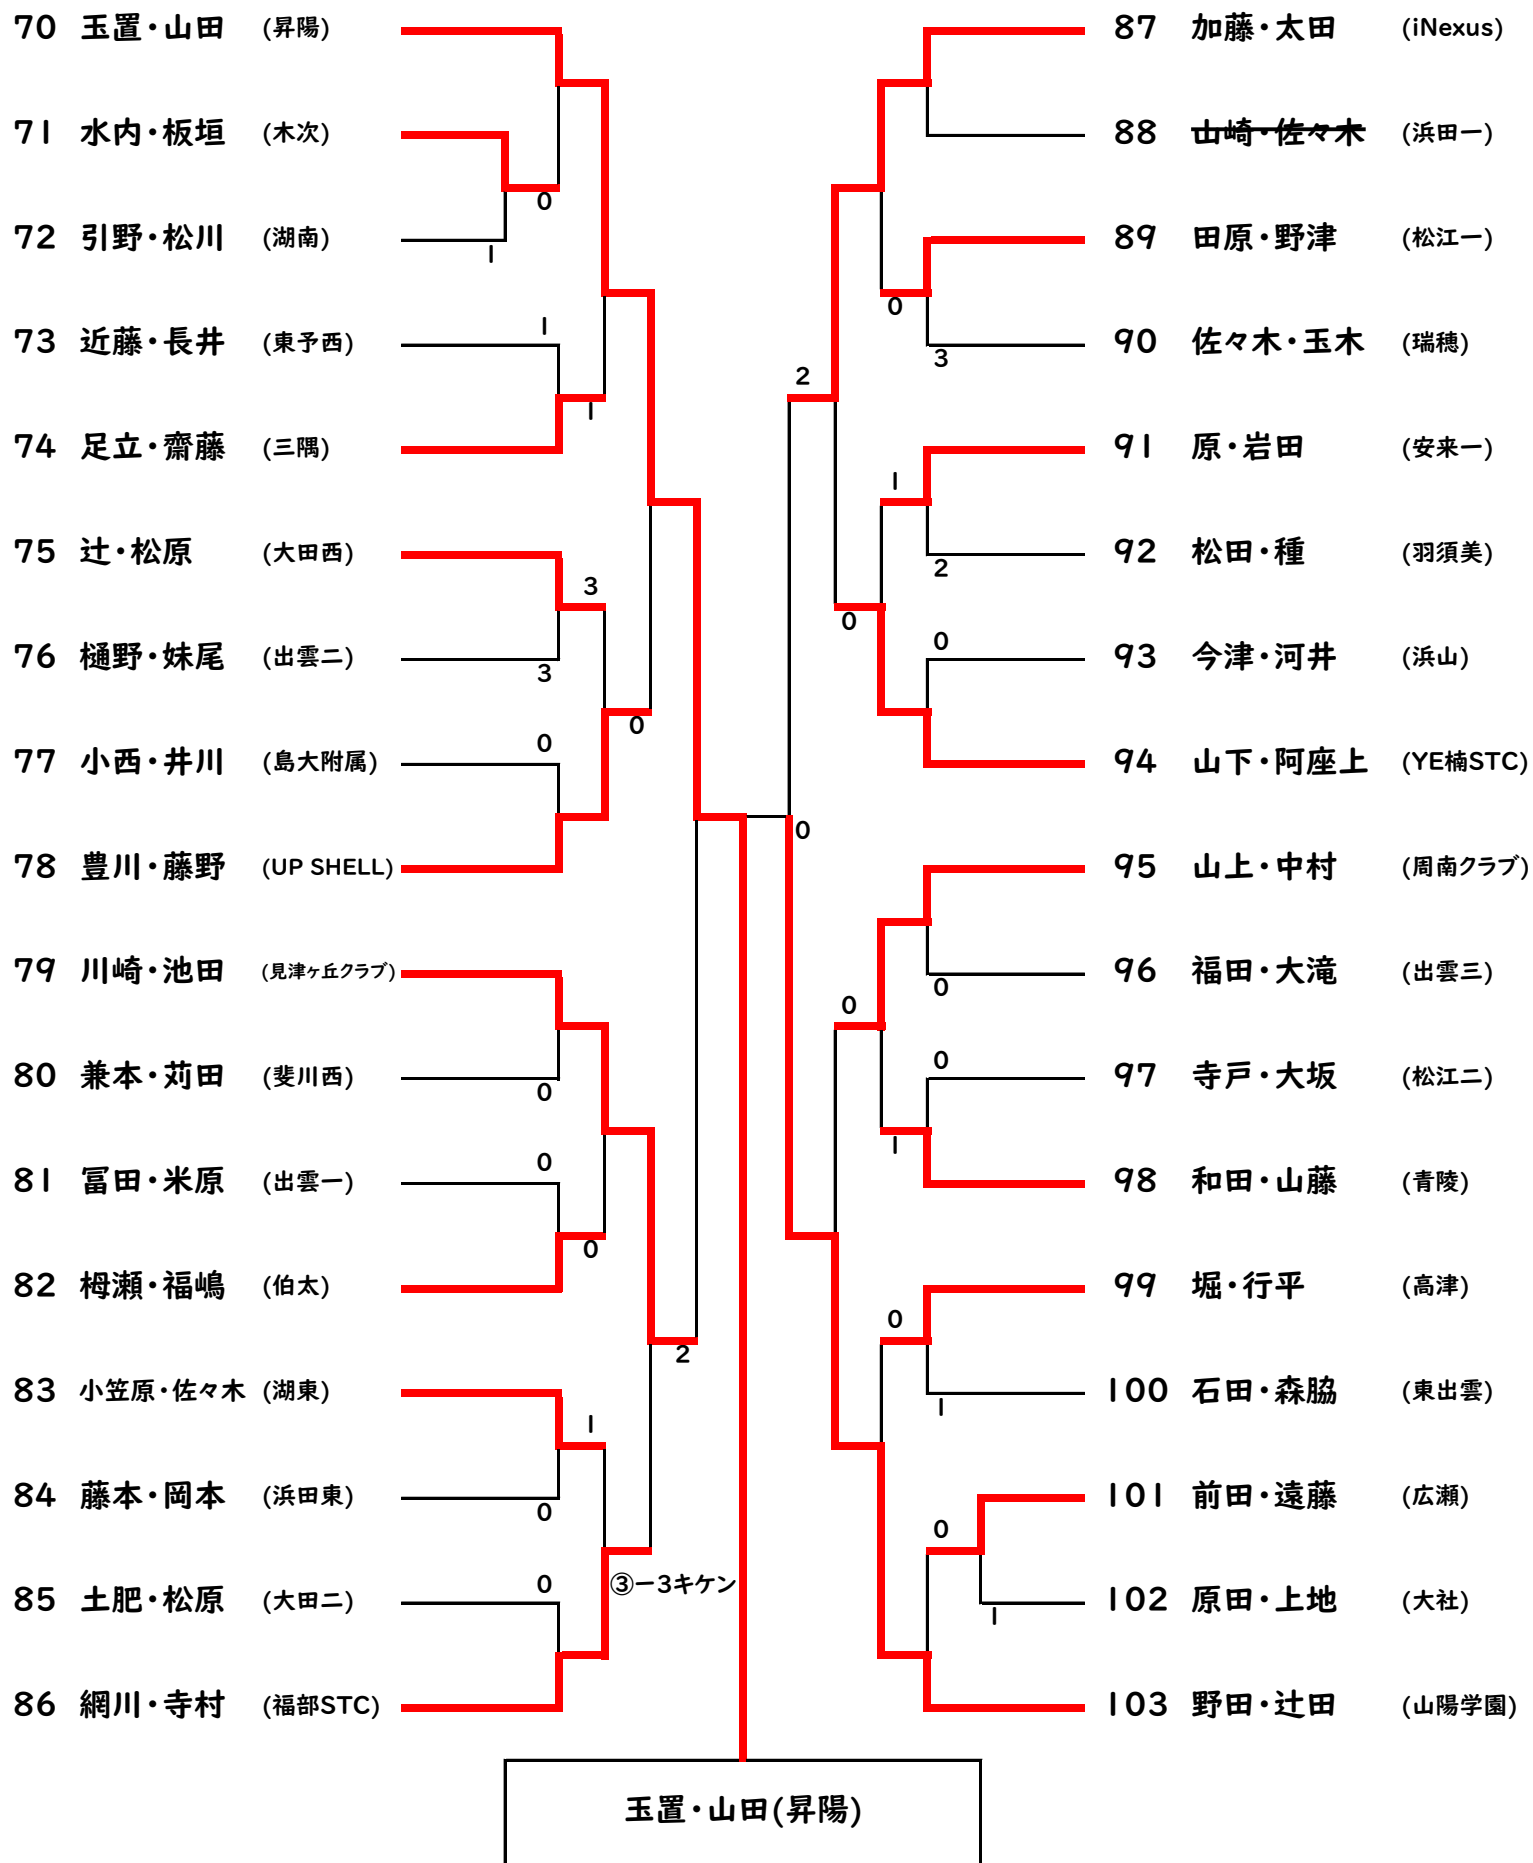 70 玉置・山田 (昇陽)
71 水内・板垣 (木次)
0
72 引野・松川 (湖南)
1
1
73 近藤・長井 (東予西)
1
74 足立・齋藤 (三隅)
75 辻・松原 (大田西)
3
76 樋野・妹尾 (出雲二)
3
0
0
77 小西・井川 (島大附属)
78 豊川・藤野 (UP SHELL)
79 川崎・池田 (見津ヶ丘クラブ)
80 兼本・苅田 (斐川西)
0
0
81 冨田・米原 (出雲一)
0
82 栂瀬・福嶋 (伯太)
2
83 小笠原・佐々木 (湖東)
1
84 藤本・岡本 (浜田東)
0
③ー3キケン
0
85 土肥・松原 (大田二)
86 網川・寺村 (福部STC)
87 加藤・太田 (iNexus)
88 山崎・佐々木 (浜田一)
89 田原・野津 (松江一)
0
90 佐々木・玉木 (瑞穂)
3
2
91 原・岩田 (安来一)
1
92 松田・種 (羽須美)
2
0
0
93 今津・河井 (浜山)
94 山下・阿座上 (YE楠STC)
0
95 山上・中村 (周南クラブ)
96 福田・大滝 (出雲三)
0
0
0
97 寺戸・大坂 (松江二)
1
98 和田・山藤 (青陵)
99 堀・行平 (高津)
0
100 石田・森脇 (東出雲)
1
101 前田・遠藤 (広瀬)
0
102 原田・上地 (大社)
1
103 野田・辻田 (山陽学園)
玉置・山田(昇陽)